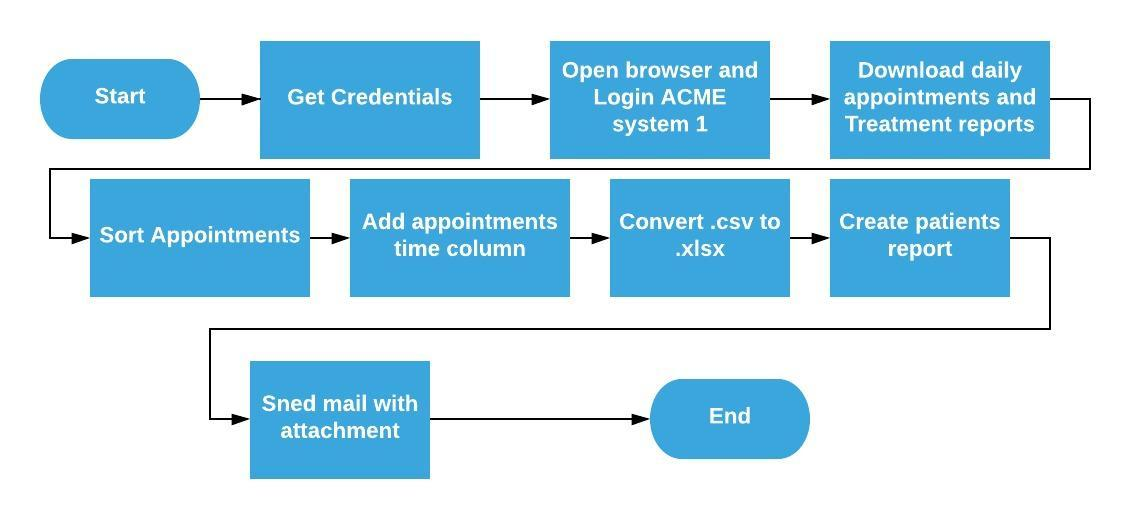 Start
Get Credentials
Open browser and
Login ACME
system 1
Download daily
appointments and
Treatment reports
Sort Appointments
Add appointments
time column
Convert .csv to
.xlsx
Create patients
report
Sned mail with
attachment
End